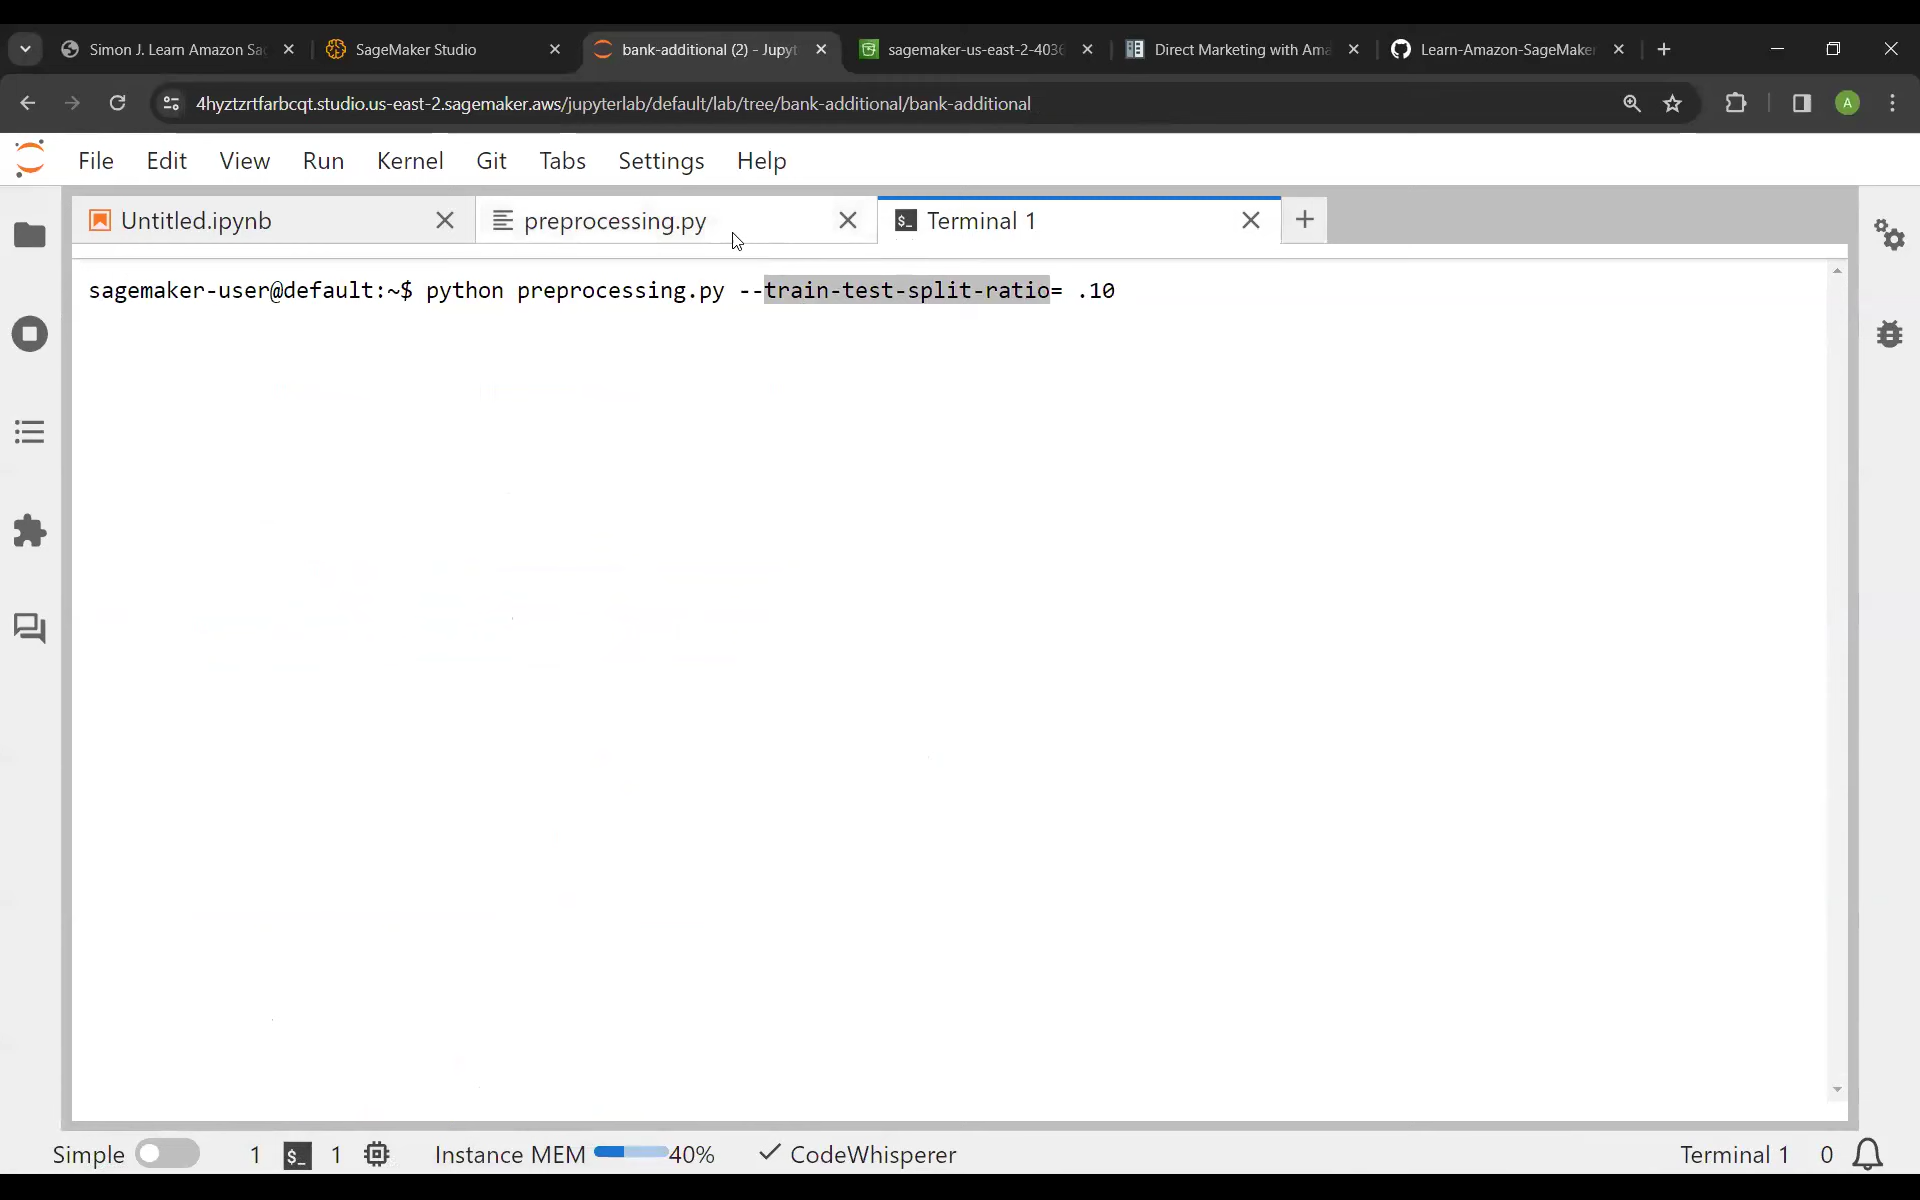 Simon J. Learn Amazon Sa
SageMaker Studio
bank-additional (2) - Jupyt
sagemaker-us-east-2-4036
Direct Marketing with Ama
Learn-Amazon-SageMaker
4hyztzrtfarbcqt.studio.us-east-2.sagemaker.aws/jupyterlab/default/lab/tree/bank-additional/bank-additional
A
File Edit View Run Kernel Git Tabs Settings Help
Untitled.ipynb
preprocessing.py
$_ Terminal 1
sagemaker-user@default:~$ python preprocessing.py --train-test-split-ratio= .10
Simple 1 $_ 1 Instance MEM 40% CodeWhisperer Terminal 1 0